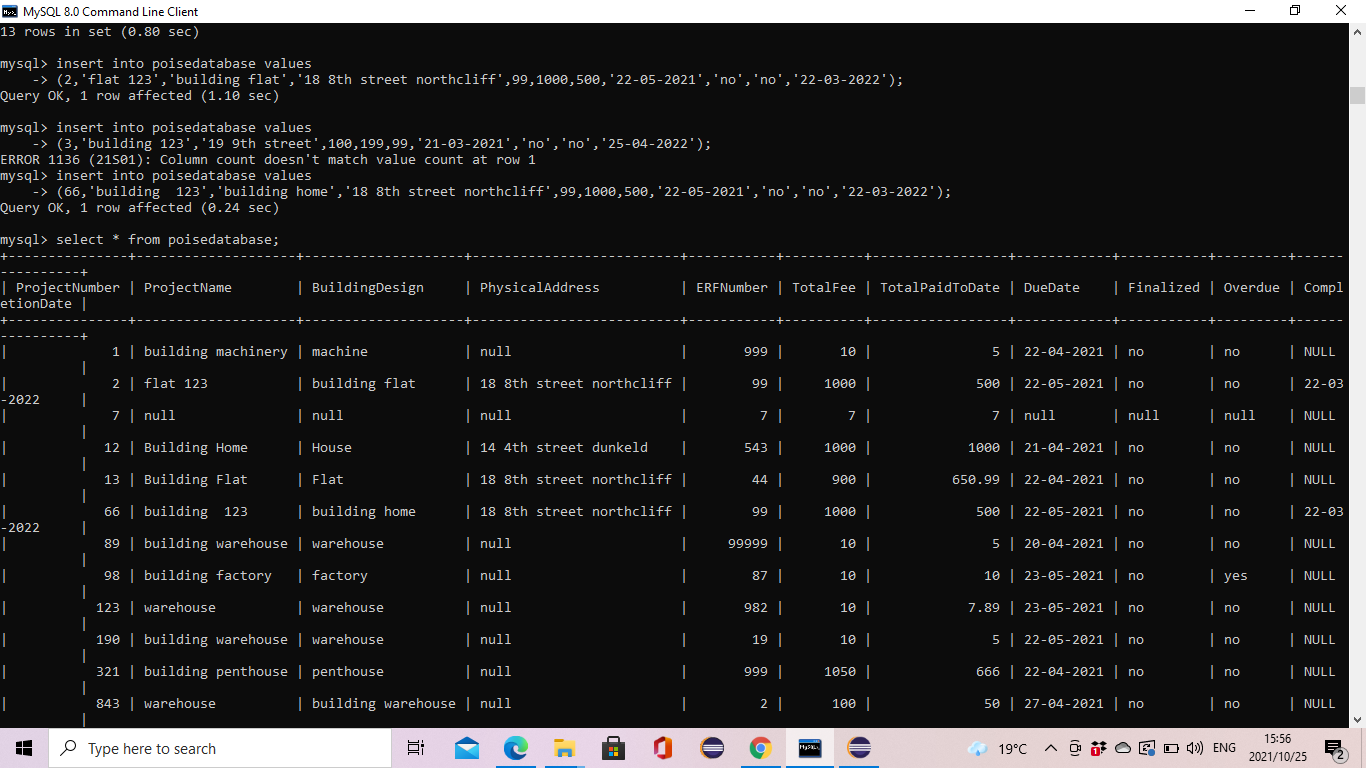 MySQL 8.0 Command Line Client
13 rows in set (0.80 sec)
mysql> insert into poisedatabase values
    -> (2,'flat 123','building flat','18 8th street northcliff',99,1000,500,'22-05-2021','no','no','22-03-2022');
Query OK, 1 row affected (1.10 sec)
mysql> insert into poisedatabase values
    -> (3,'building 123','19 9th street',100,199,99,'21-03-2021','no','no','25-04-2022');
ERROR 1136 (21S01): Column count doesn't match value count at row 1
mysql> insert into poisedatabase values
    -> (66,'building  123','building home','18 8th street northcliff',99,1000,500,'22-05-2021','no','no','22-03-2022');
Query OK, 1 row affected (0.24 sec)
mysql> select * from poisedatabase;
+---------------+--------------------+--------------------+--------------------------+-----------+----------+-----------------+------------+-----------+---------+------
----------+
| ProjectNumber | ProjectName        | BuildingDesign     | PhysicalAddress          | ERFNumber | TotalFee | TotalPaidToDate | DueDate    | Finalized | Overdue | Compl
etionDate |
+---------------+--------------------+--------------------+--------------------------+-----------+----------+-----------------+------------+-----------+---------+------
----------+
|             1 | building machinery | machine            | null                     |       999 |       10 |               5 | 22-04-2021 | no        | no      | NULL
          |
|             2 | flat 123           | building flat      | 18 8th street northcliff |        99 |     1000 |             500 | 22-05-2021 | no        | no      | 22-03
-2022     |
|             7 | null               | null               | null                     |         7 |        7 |               7 | null       | null      | null    | NULL
          |
|            12 | Building Home      | House              | 14 4th street dunkeld    |       543 |     1000 |            1000 | 21-04-2021 | no        | no      | NULL
          |
|            13 | Building Flat      | Flat               | 18 8th street northcliff |        44 |      900 |          650.99 | 22-04-2021 | no        | no      | NULL
          |
|            66 | building  123      | building home      | 18 8th street northcliff |        99 |     1000 |             500 | 22-05-2021 | no        | no      | 22-03
-2022     |
|            89 | building warehouse | warehouse          | null                     |     99999 |       10 |               5 | 20-04-2021 | no        | no      | NULL
          |
|            98 | building factory   | factory            | null                     |        87 |       10 |              10 | 23-05-2021 | no        | yes     | NULL
          |
|           123 | warehouse          | warehouse          | null                     |       982 |       10 |            7.89 | 23-05-2021 | no        | no      | NULL
          |
|           190 | building warehouse | warehouse          | null                     |        19 |       10 |               5 | 22-05-2021 | no        | no      | NULL
          |
|           321 | building penthouse | penthouse          | null                     |       999 |     1050 |             666 | 22-04-2021 | no        | no      | NULL
          |
|           843 | warehouse          | building warehouse | null                     |         2 |      100 |              50 | 27-04-2021 | no        | no      | NULL
          |
Type here to search
19°C
ENG
15:56
2021/10/25
2